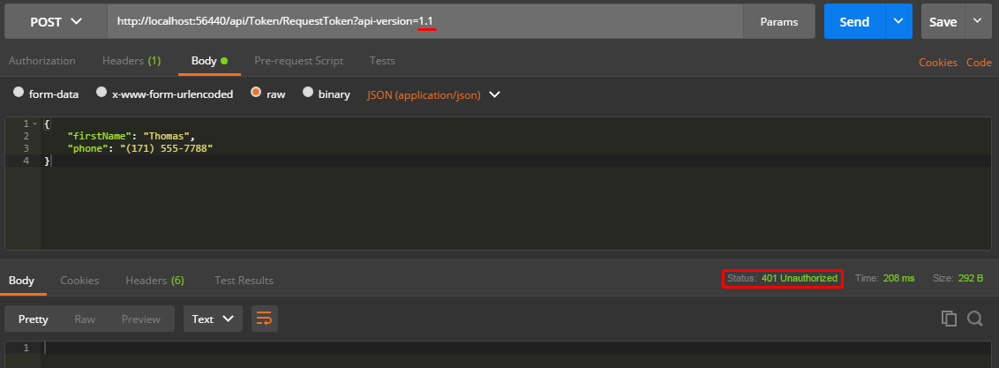 POST http://localhost:56440/api/Token/RequestToken?api-version=1.1 Params Send Save
Authorization Headers (1) Body Pre-request Script Tests Cookies Code
form-data x-www-form-urlencoded raw binary JSON (application/json)
1 {
2 "firstName": "Thomas",
3 "phone": "(171) 555-7788"
4 }
Body Cookies Headers (6) Test Results Status: 401 Unauthorized Time: 208 ms Size: 292 B
Pretty Raw Preview Text
1